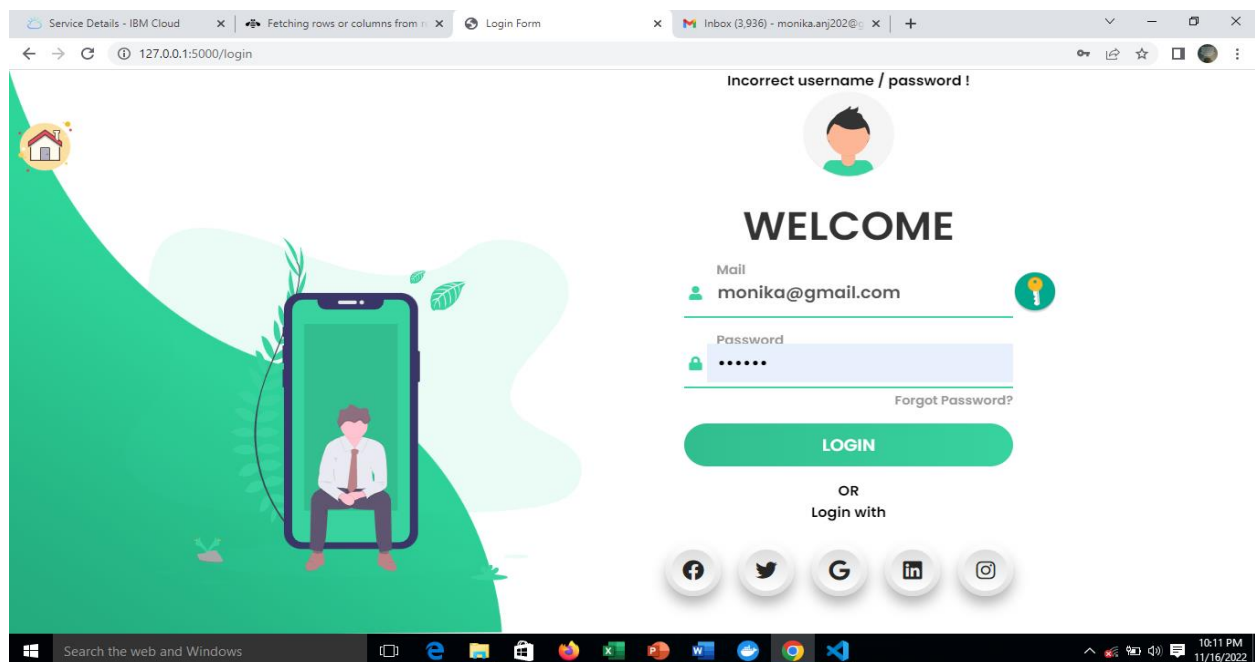 Service Details - IBM Cloud
Fetching rows or columns from
Login Form
Inbox (3,936) - monika.anj202@g
127.0.0.1:5000/login
Incorrect username / password !
WELCOME
Mail
monika@gmail.com
Password
••••••
Forgot Password?
LOGIN
OR
Login with
Search the web and Windows
10:11 PM
11/16/2022